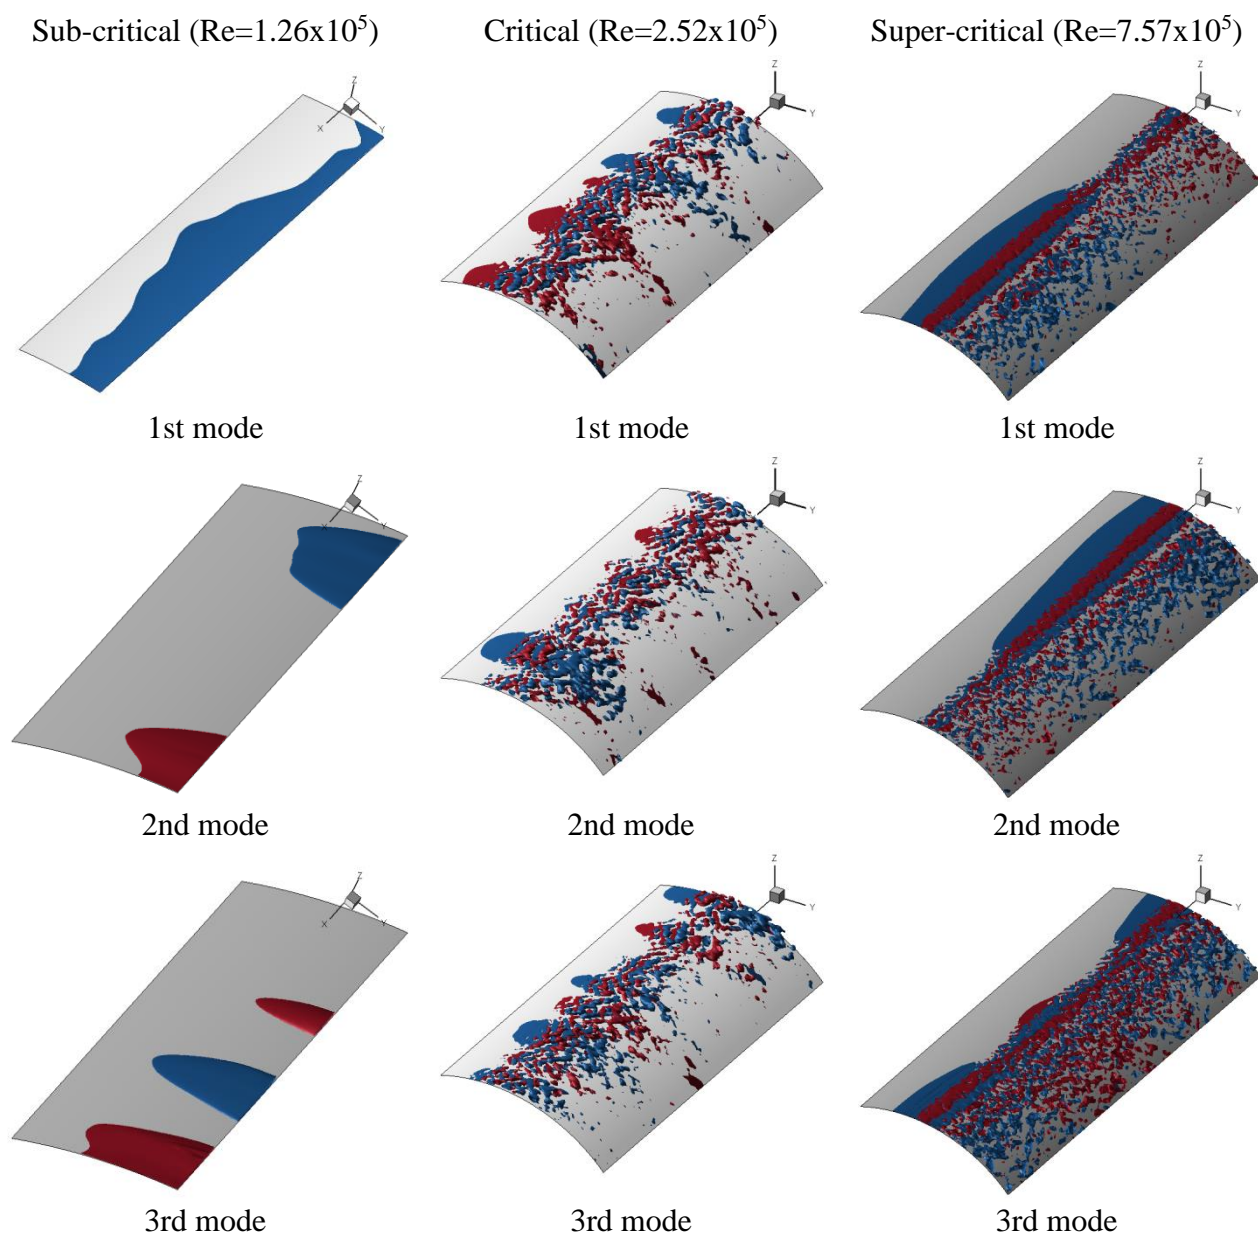 Sub-critical (Re=1.26x10⁵) Critical (Re=2.52x10⁵) Super-critical (Re=7.57x10⁵)
Z X Y Z Y Z Y
1st mode 1st mode 1st mode
Z X Y Z Y Z Y
2nd mode 2nd mode 2nd mode
Z X Y Z Y Z Y
3rd mode 3rd mode 3rd mode